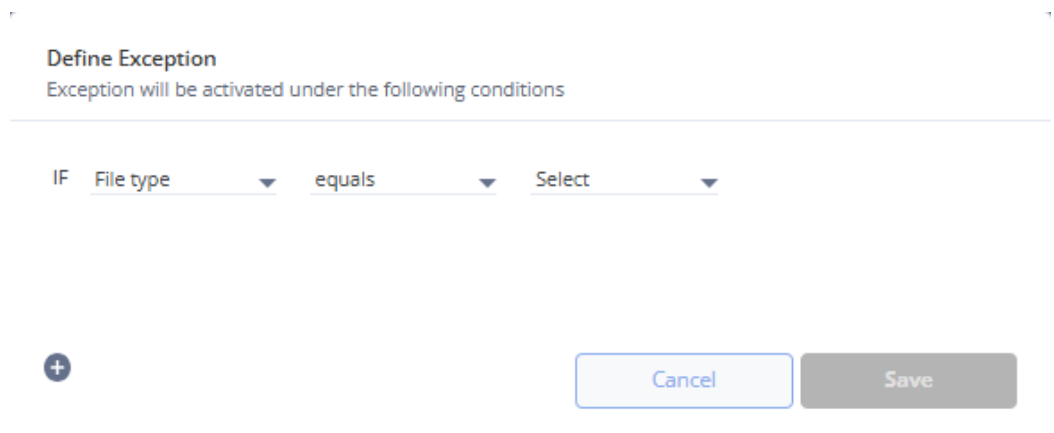 Define Exception
Exception will be activated under the following conditions
IF File type equals Select
Cancel Save